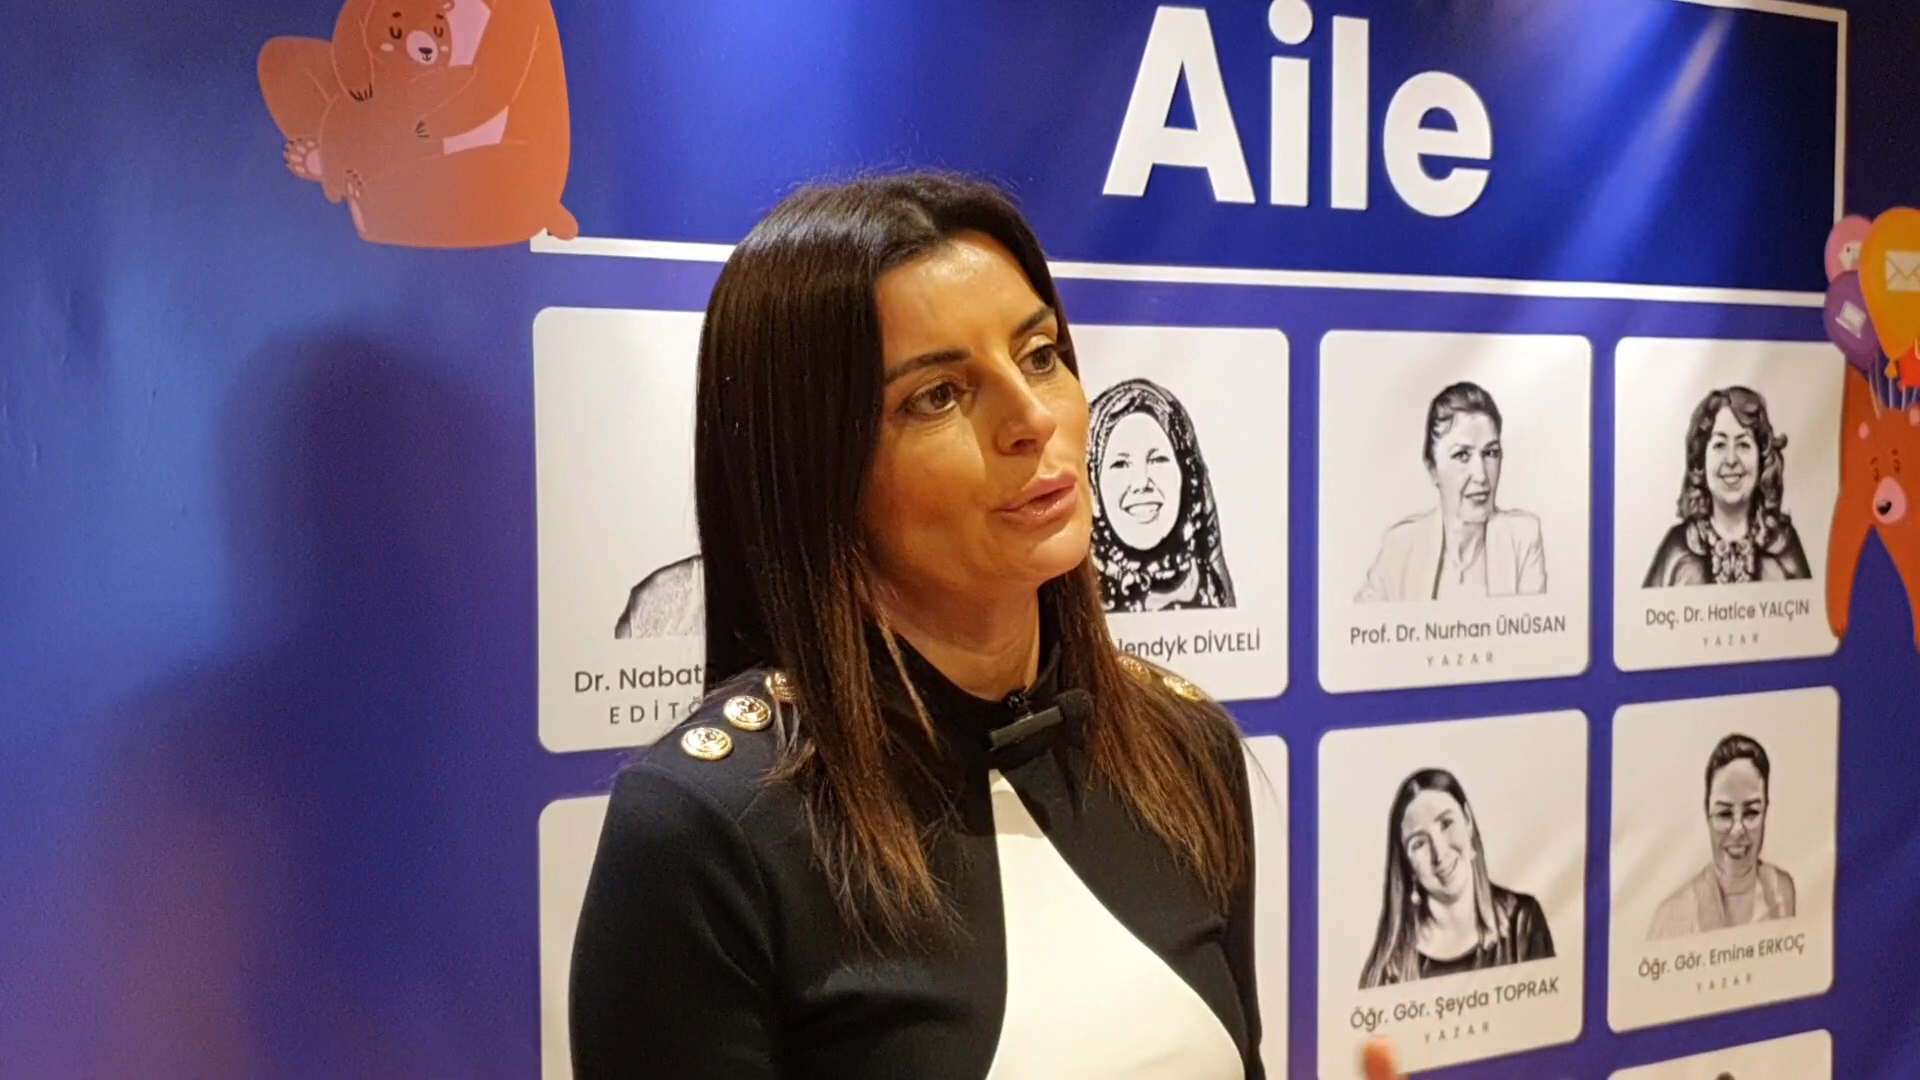 Aile
Dr. Nabat
EDİTÖ
lendyk DİVLELİ
Prof. Dr. Nurhan ÜNÜSAN
YAZAR
Doç. Dr. Hatice YALÇIN
YAZAR
Öğr. Gör. Şeyda TOPRAK
YAZAR
Öğr. Gör. Emine ERKOÇ
YAZAR